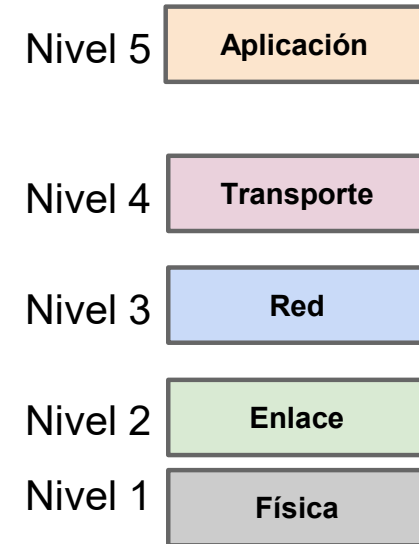 Nivel 5 Aplicación
Nivel 4 Transporte
Nivel 3 Red
Nivel 2 Enlace
Nivel 1 Física